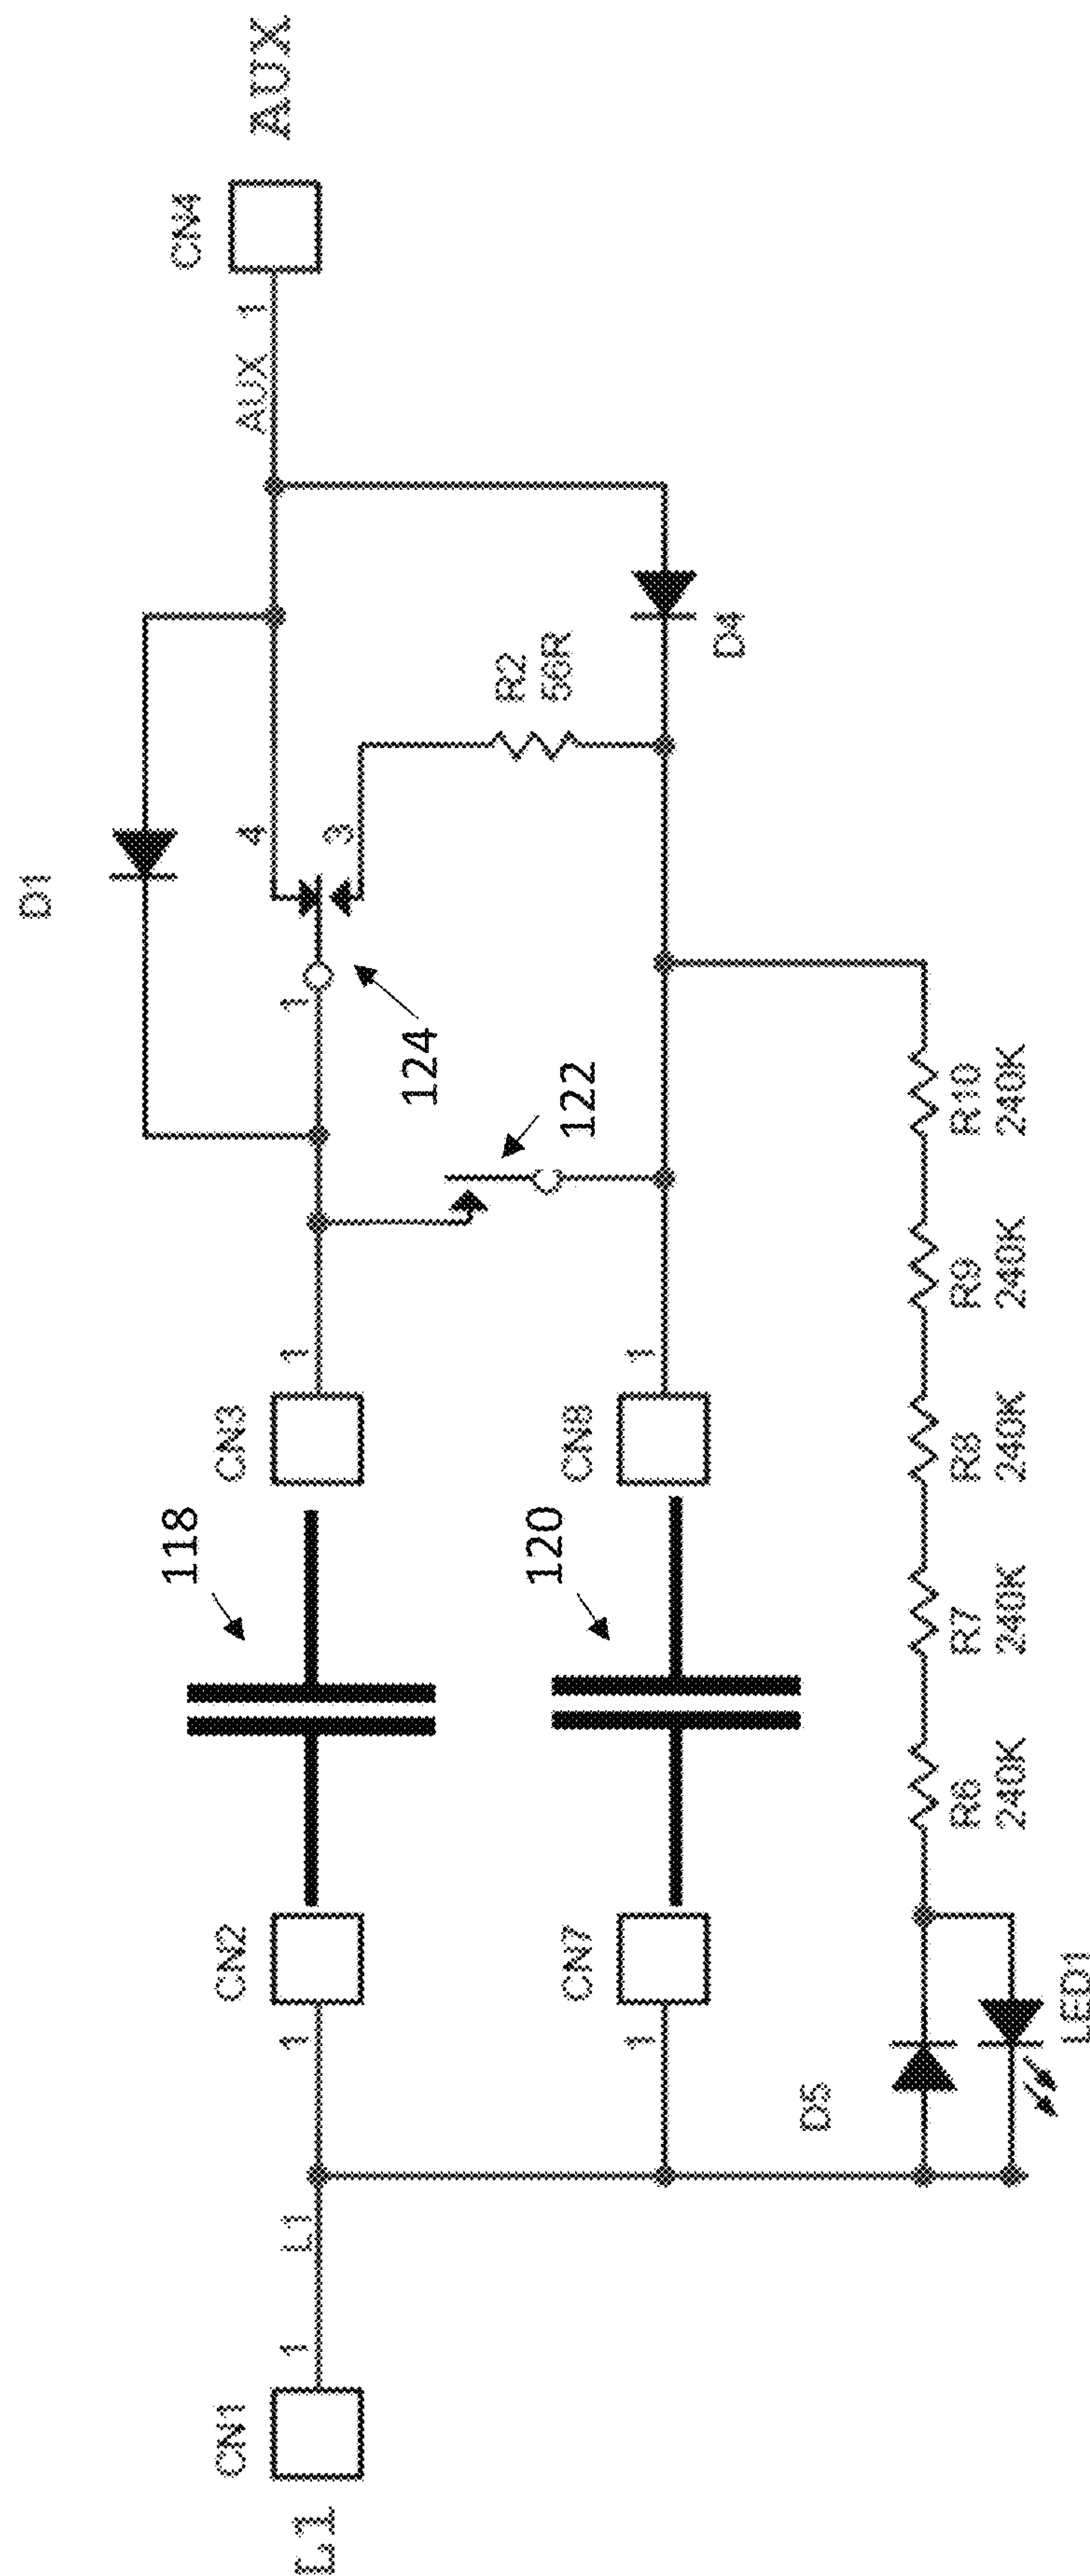 L1
CN1
1
L1
CN2
1
118
CN3
1
D1
1
124
4
3
122
R2
56R
D4
AUX
1
CN4
AUX
CN7
1
120
CN8
1
D5
LED1
R6
240K
R7
240K
R8
240K
R9
240K
R10
240K